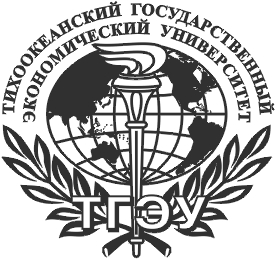 ТИХООКЕАНСКИЙ ГОСУДАРСТВЕННЫЙ
ЭКОНОМИЧЕСКИЙ УНИВЕРСИТЕТ
ТГЭУ